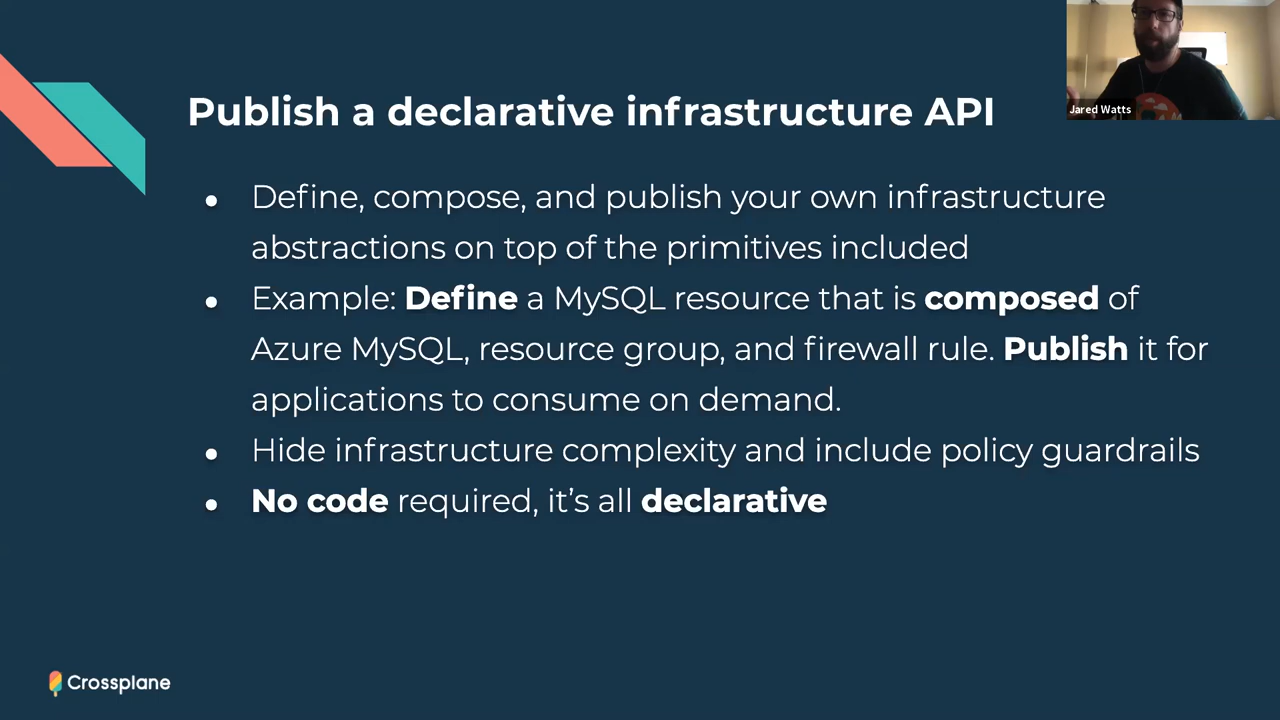 Publish a declarative infrastructure API
Jared Watts
● Define, compose, and publish your own infrastructure
abstractions on top of the primitives included
● Example: Define a MySQL resource that is composed of
Azure MySQL, resource group, and firewall rule. Publish it for
applications to consume on demand.
● Hide infrastructure complexity and include policy guardrails
● No code required, it’s all declarative
Crossplane